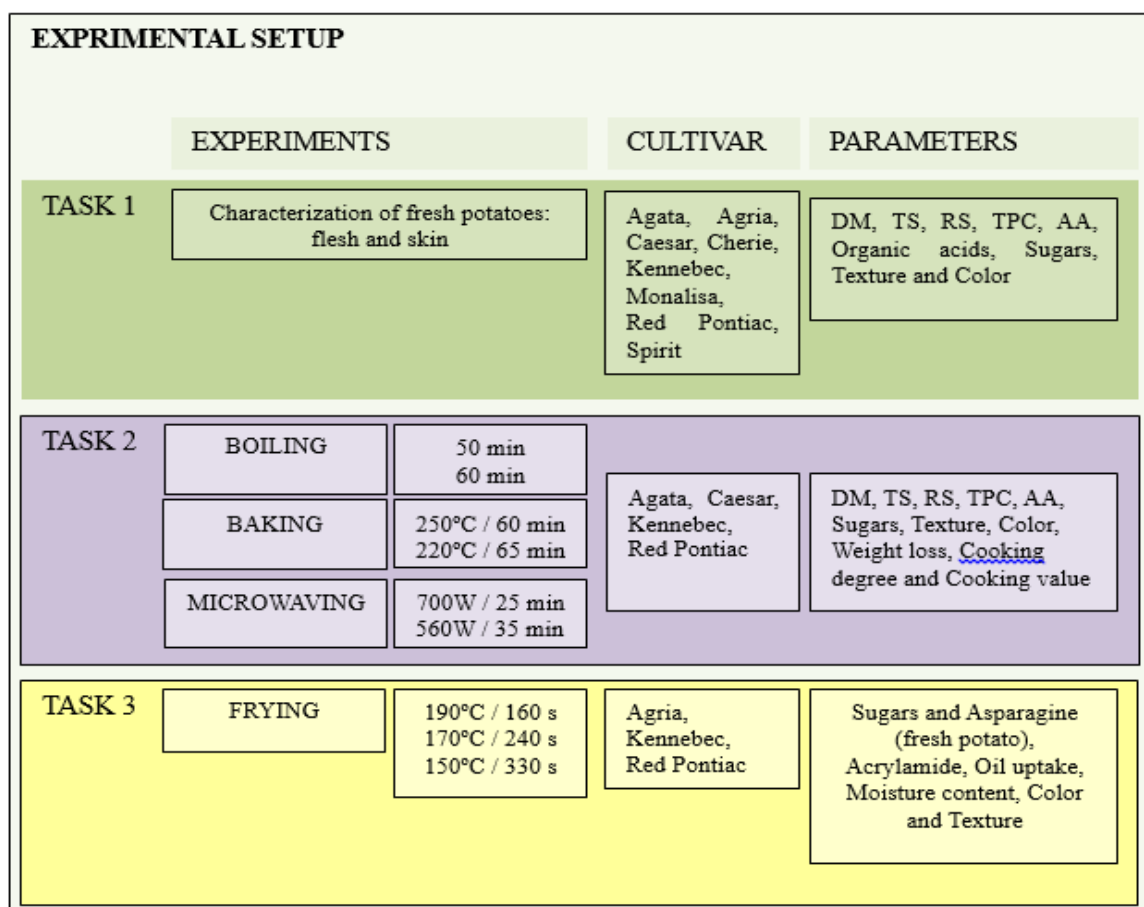 EXPRIMENTAL SETUP
EXPERIMENTS
CULTIVAR
PARAMETERS
TASK 1
Characterization of fresh potatoes:
flesh and skin
Agata, Agria,
Caesar, Cherie,
Kennebec,
Monalisa,
Red Pontiac,
Spirit
DM, TS, RS, TPC, AA,
Organic acids, Sugars,
Texture and Color
TASK 2
BOILING
50 min
60 min
BAKING
250ºC / 60 min
220ºC / 65 min
MICROWAVING
700W / 25 min
560W / 35 min
Agata, Caesar,
Kennebec,
Red Pontiac
DM, TS, RS, TPC, AA,
Sugars, Texture, Color,
Weight loss, Cooking
degree and Cooking value
TASK 3
FRYING
190ºC / 160 s
170ºC / 240 s
150ºC / 330 s
Agria,
Kennebec,
Red Pontiac
Sugars and Asparagine
(fresh potato),
Acrylamide, Oil uptake,
Moisture content, Color
and Texture